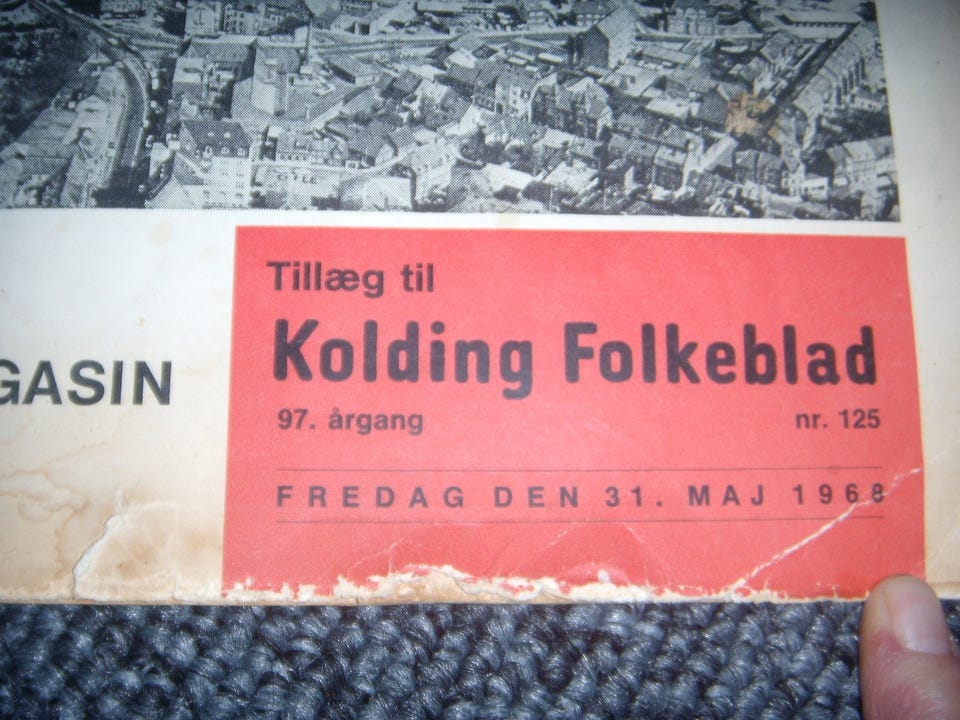 GASIN
Tillæg til
Kolding Folkeblad
97. årgang nr. 125
FREDAG DEN 31. MAJ 1968